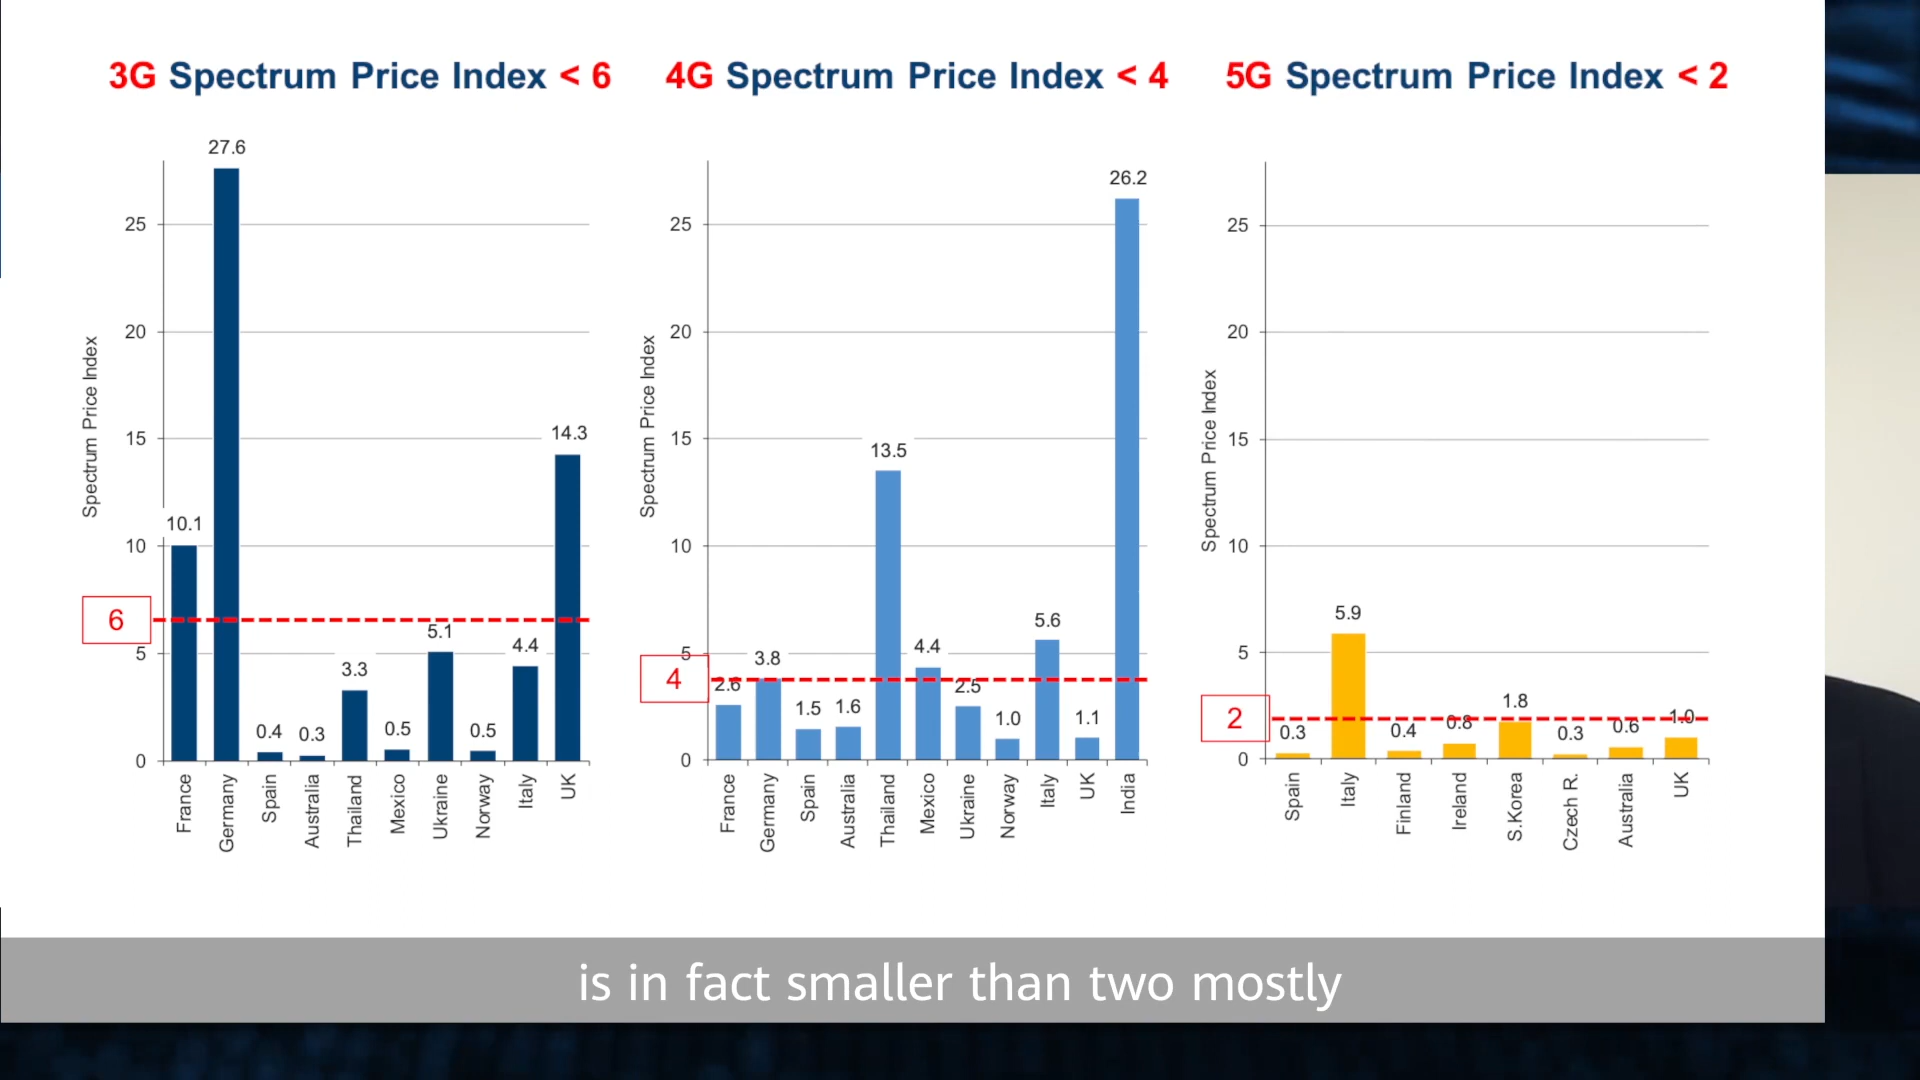 3G Spectrum Price Index < 6
27.6
25
20
15
10
5
0
Spectrum Price Index
6
10.1
0.4
0.3
3.3
0.5
5.1
0.5
4.4
14.3
France
Germany
Spain
Australia
Thailand
Mexico
Ukraine
Norway
Italy
UK
4G Spectrum Price Index < 4
26.2
25
20
15
10
5
0
Spectrum Price Index
4
2.6
3.8
1.5
1.6
13.5
4.4
2.5
1.0
5.6
1.1
France
Germany
Spain
Australia
Thailand
Mexico
Ukraine
Norway
Italy
UK
India
5G Spectrum Price Index < 2
25
20
15
10
5
0
Spectrum Price Index
2
0.3
5.9
0.4
0.8
1.8
0.3
0.6
1.0
Spain
Italy
Finland
Ireland
S.Korea
Czech R.
Australia
UK
is in fact smaller than two mostly